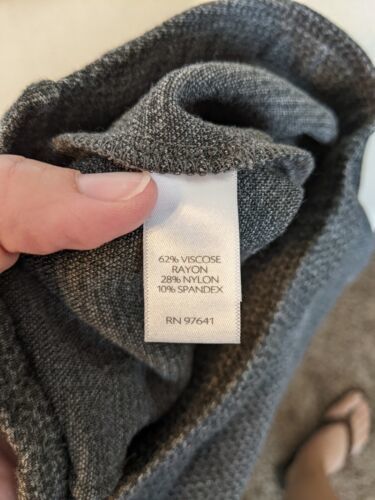 62% VISCOSE
RAYON
28% NYLON
10% SPANDEX
RN 97641